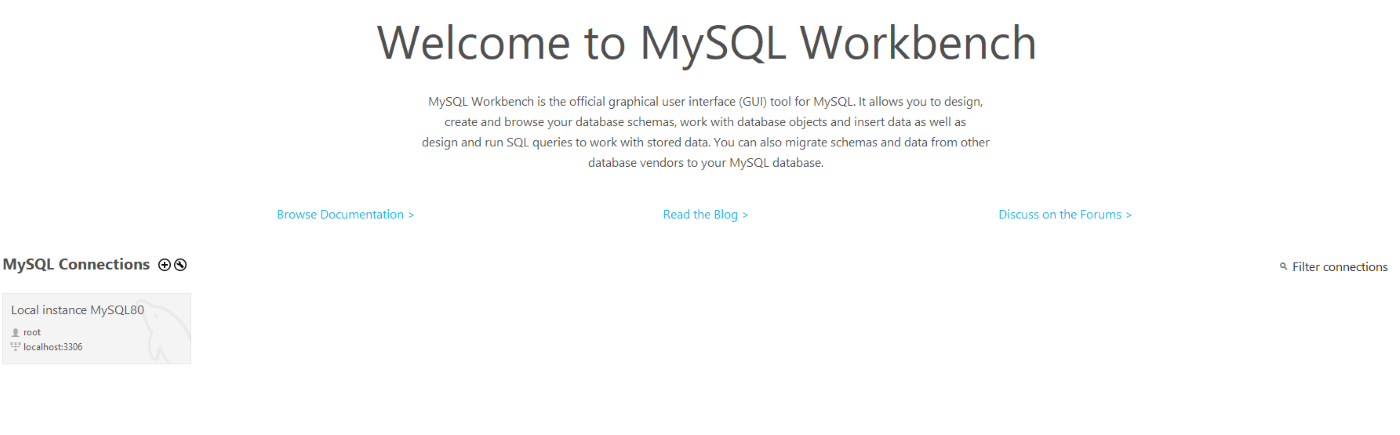 Welcome to MySQL Workbench
MySQL Workbench is the official graphical user interface (GUI) tool for MySQL. It allows you to design,
create and browse your database schemas, work with database objects and insert data as well as
design and run SQL queries to work with stored data. You can also migrate schemas and data from other
database vendors to your MySQL database.
Browse Documentation >
Read the Blog >
Discuss on the Forums >
MySQL Connections
Filter connections
Local instance MySQL80
root
localhost:3306